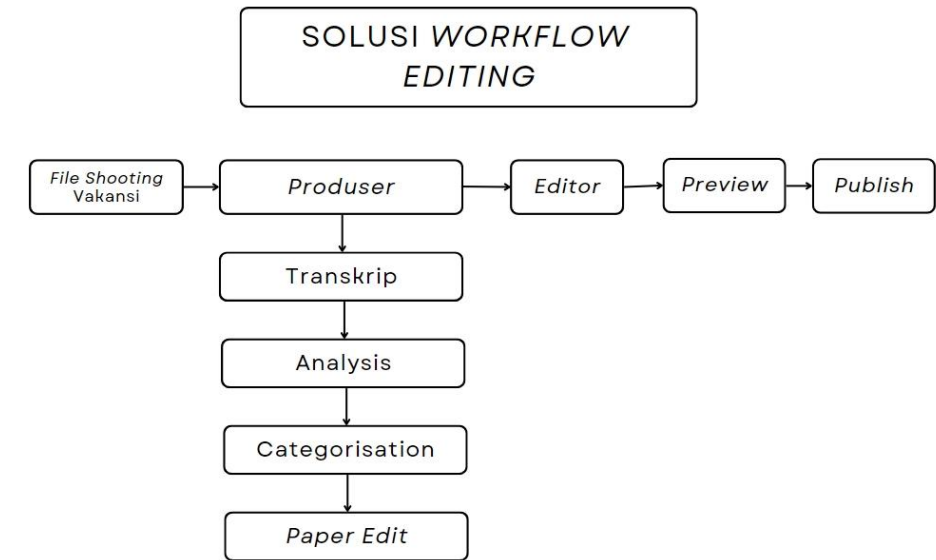 SOLUSI WORKFLOW
EDITING
File Shooting
Vakansi
Produser
Editor
Preview
Publish
Transkrip
Analysis
Categorisation
Paper Edit